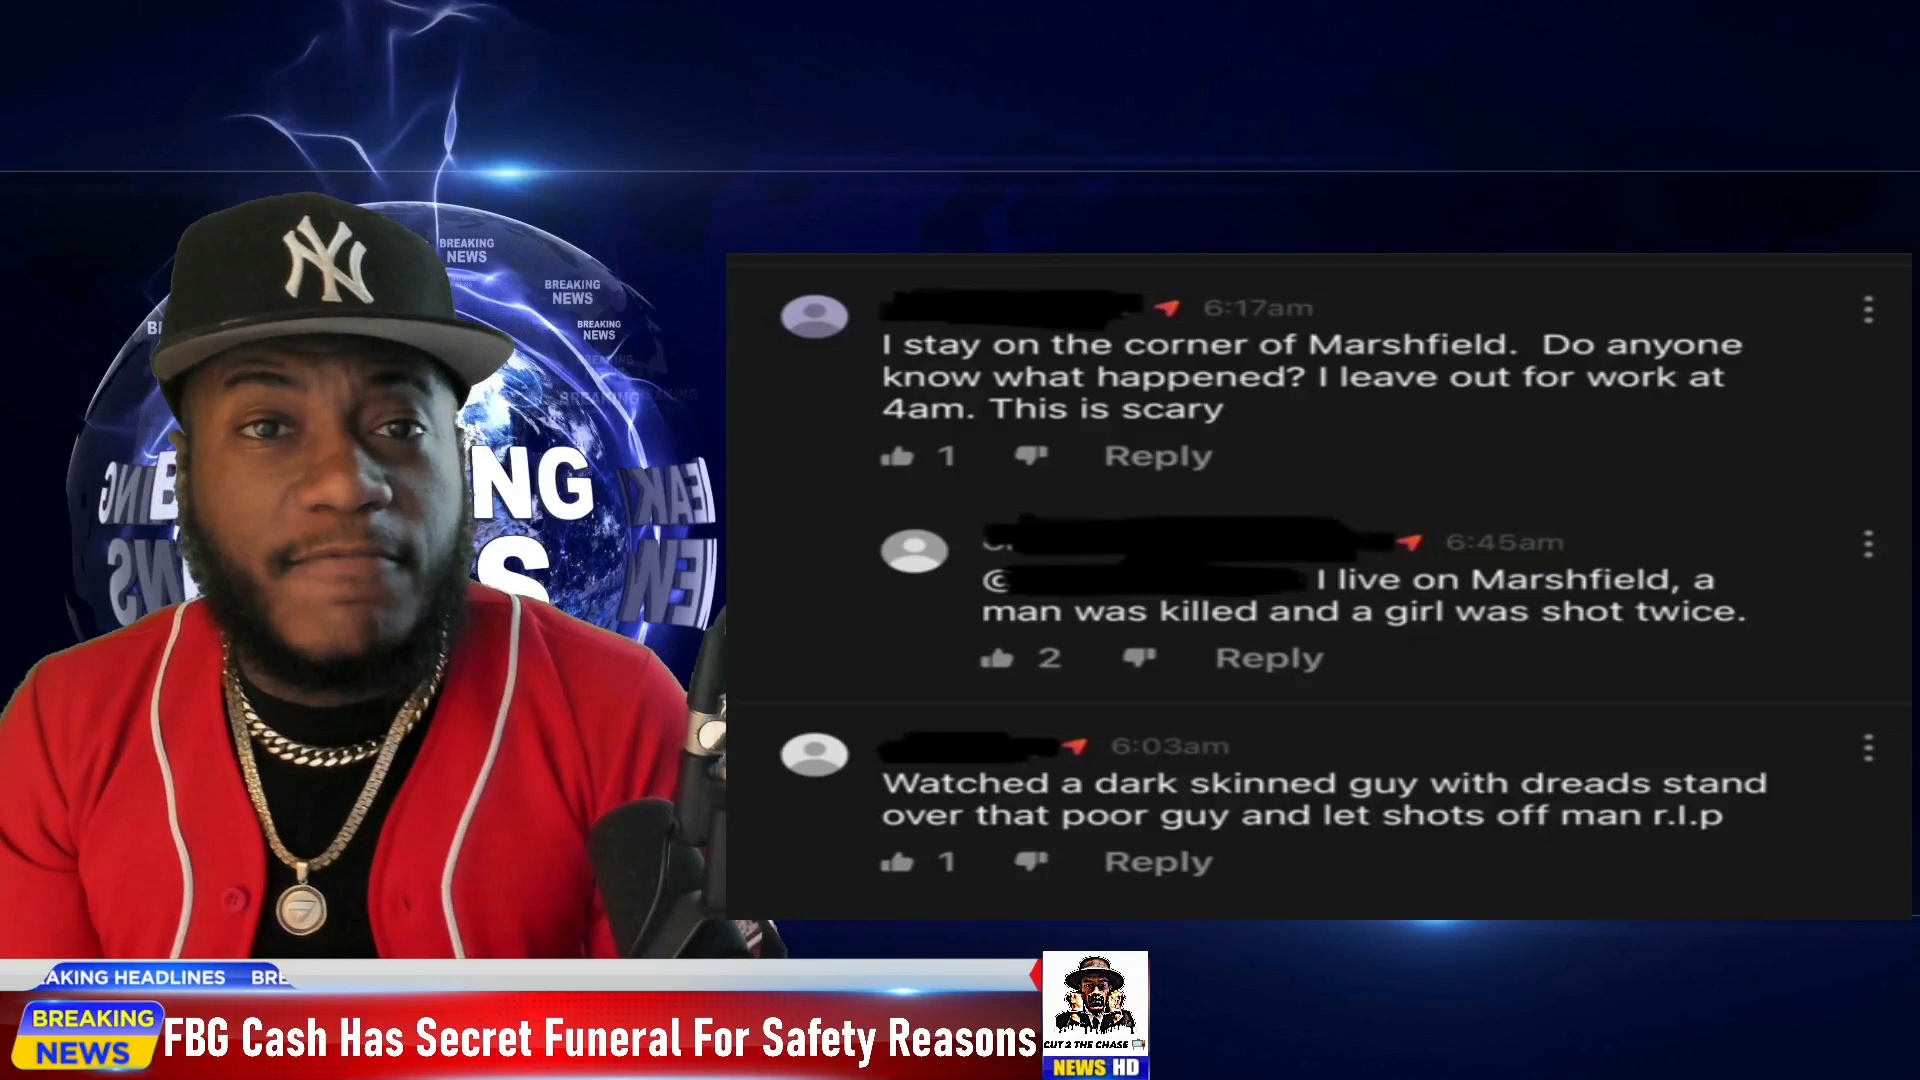 BREAKING
NEWS
BREAKING
NEWS
BREAKING
NEWS
NG
S
6:17am
I stay on the corner of Marshfield. Do anyone
know what happened? I leave out for work at
4am. This is scary
1 Reply
6:45am
@ I live on Marshfield, a
man was killed and a girl was shot twice.
2 Reply
6:03am
Watched a dark skinned guy with dreads stand
over that poor guy and let shots off man r.I.p
1 Reply
AKING HEADLINES BRE
BREAKING
NEWS
FBG Cash Has Secret Funeral For Safety Reasons
CUT 2 THE CHASE
NEWS HD